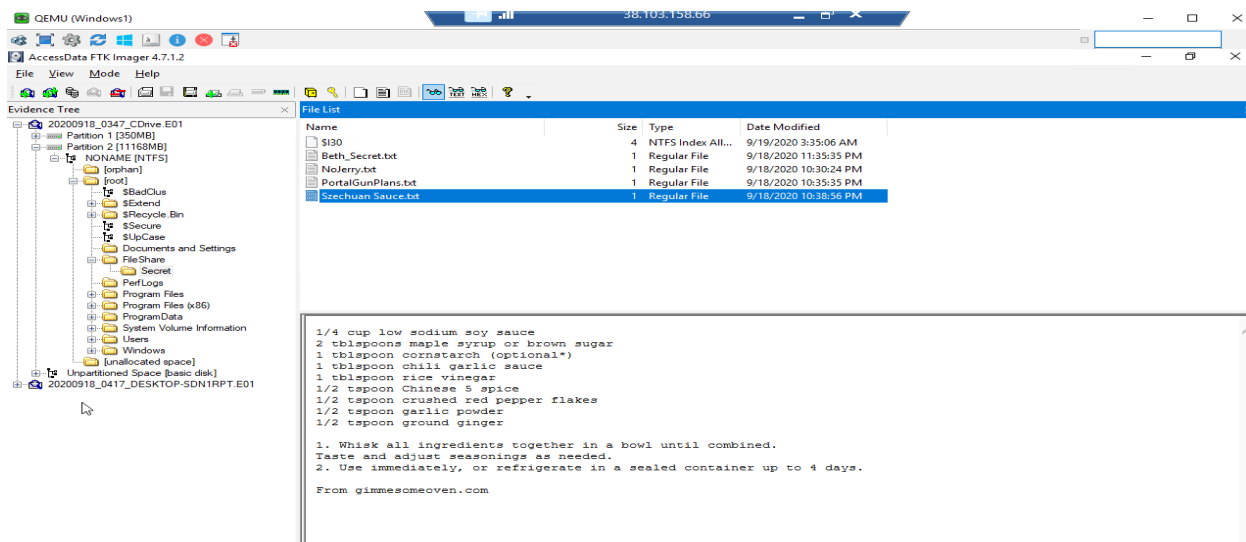 QEMU (Windows1)
38.103.158.66
AccessData FTK Imager 4.7.1.2
File View Mode Help
Evidence Tree
File List
20200918_0347_CDrive.E01
Partition 1 [350MB]
Partition 2 [11168MB]
NONAME [NTFS]
[orphan]
[root]
$BadClus
$Extend
$Recycle.Bin
$Secure
$UpCase
Documents and Settings
FileShare
Secret
PerfLogs
Program Files
Program Files (x86)
ProgramData
System Volume Information
Users
Windows
[unallocated space]
Unpartitioned Space [basic disk]
20200918_0417_DESKTOP-SDN1RPT.E01
Name Size Type Date Modified
$I30 4 NTFS Index All... 9/19/2020 3:35:06 AM
Beth_Secret.txt 1 Regular File 9/18/2020 11:35:35 PM
NoJerry.txt 1 Regular File 9/18/2020 10:30:24 PM
PortalGunPlans.txt 1 Regular File 9/18/2020 10:35:35 PM
Szechuan Sauce.txt 1 Regular File 9/18/2020 10:38:56 PM
1/4 cup low sodium soy sauce
2 tblspoons maple syrup or brown sugar
1 tblspoon cornstarch (optional*)
1 tblspoon chili garlic sauce
1 tblspoon rice vinegar
1/2 tspoon Chinese 5 spice
1/2 tspoon crushed red pepper flakes
1/2 tspoon garlic powder
1/2 tspoon ground ginger
1. Whisk all ingredients together in a bowl until combined.
Taste and adjust seasonings as needed.
2. Use immediately, or refrigerate in a sealed container up to 4 days.
From gimmesomeoven.com